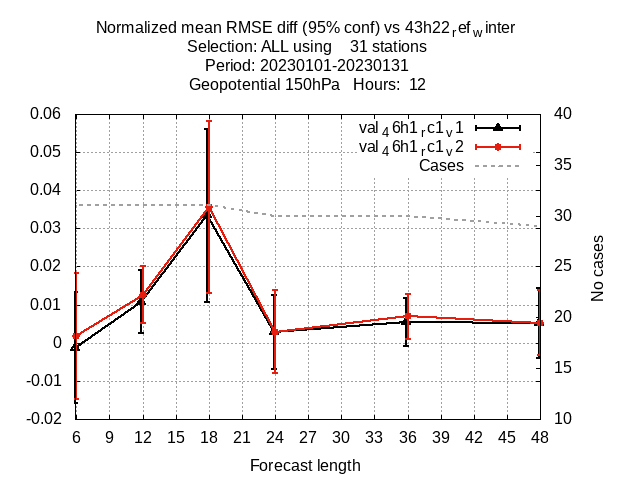 Normalized mean RMSE diff (95% conf) vs 43h22refwinter
Selection: ALL using 31 stations
Period: 20230101-20230131
Geopotential 150hPa Hours: 12
val46h1rc1v1
val46h1rc1v2
Cases
0.06
0.05
0.04
0.03
0.02
0.01
0
-0.01
-0.02
40
35
30
25
20
15
10
No cases
6 9 12 15 18 21 24 27 30 33 36 39 42 45 48
Forecast length